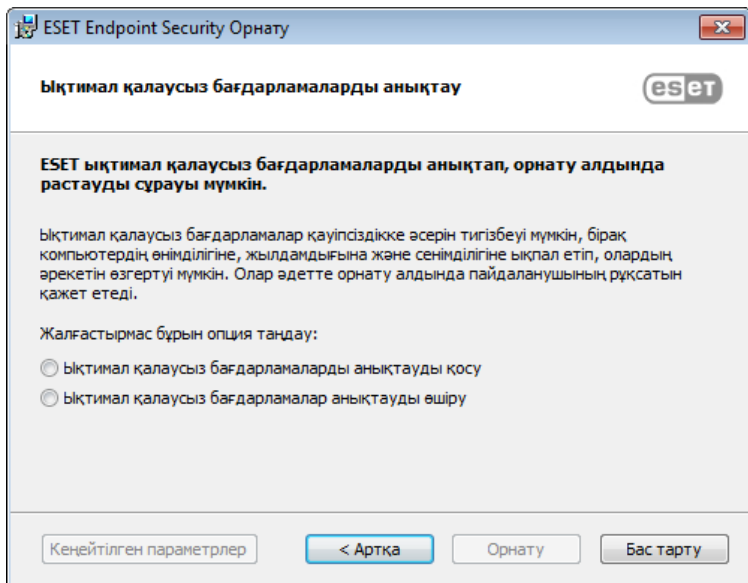 ESET Endpoint Security Орнату
Ықтимал қалаусыз бағдарламаларды анықтау
eseT
ESET ықтимал қалаусыз бағдарламаларды анықтап, орнату алдында
растауды сұрауы мүмкін.
Ықтимал қалаусыз бағдарламалар қауіпсіздікке әсерін тигізбеуі мүмкін, бірақ
компьютердің өнімділігіне, жылдамдығына және сенімділігіне ықпал етіп, олардың
әрекетін өзгертуі мүмкін. Олар әдетте орнату алдында пайдаланушының рұқсатын
қажет етеді.
Жалғастырмас бұрын опция таңдау:
Ықтимал қалаусыз бағдарламаларды анықтауды қосу
Ықтимал қалаусыз бағдарламалар анықтауды өшіру
Кеңейтілген параметрлер
< Артқа
Орнату
Бас тарту